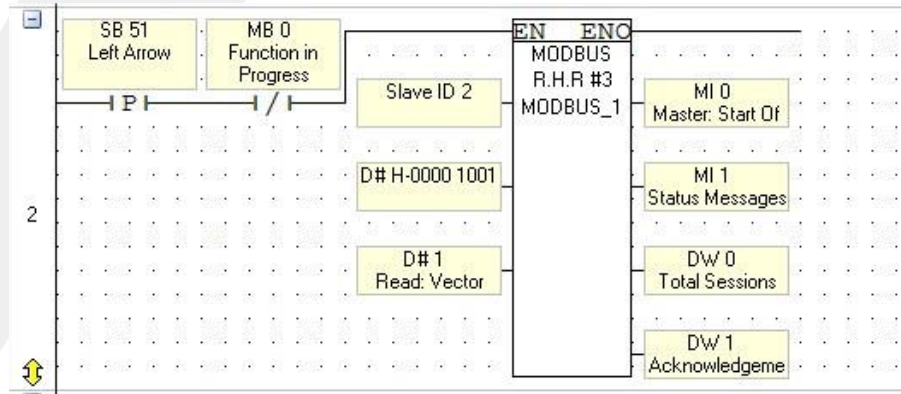 SB 51
Left Arrow
MB 0
Function in
Progress
P
/
EN ENO
MODBUS
R.H.R #3
MODBUS_1
Slave ID 2
MI 0
Master: Start Of
D# H-0000 1001
MI 1
Status Messages
2
D# 1
Read: Vector
DW 0
Total Sessions
DW 1
Acknowledgeme